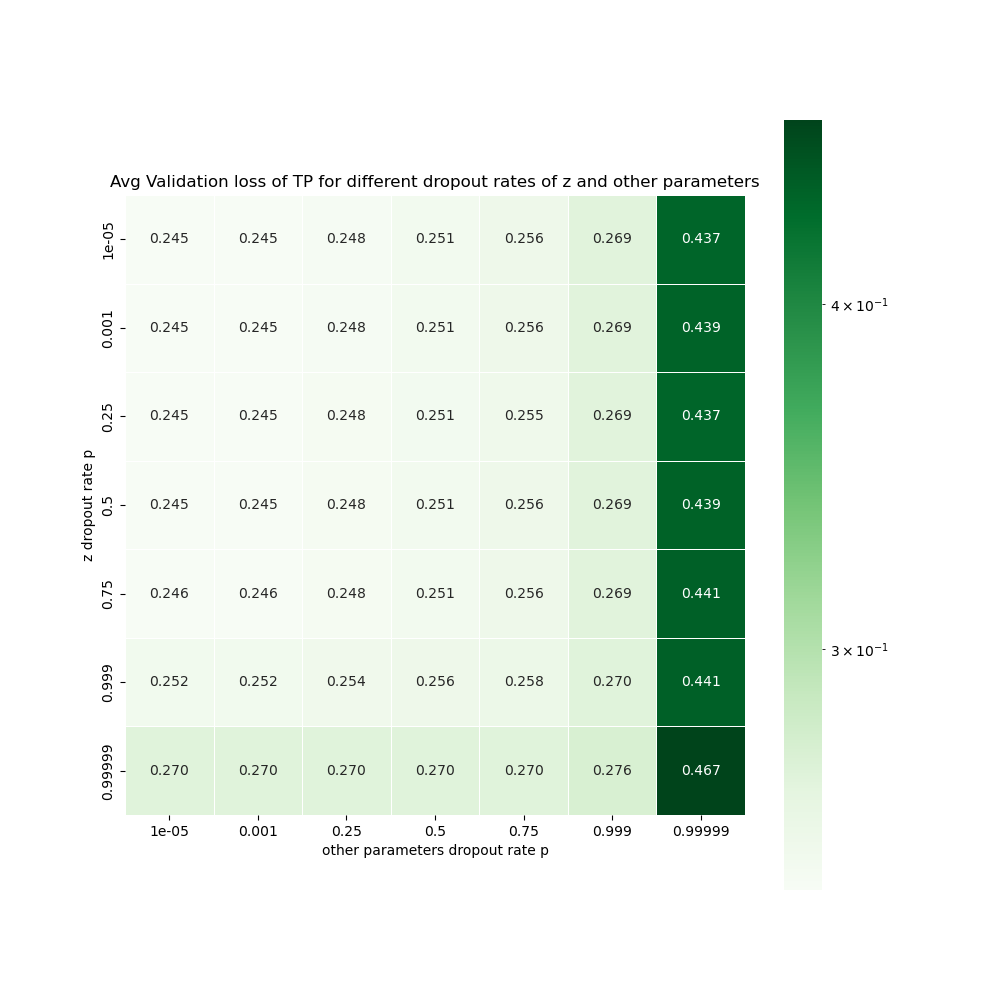 Avg Validation loss of TP for different dropout rates of z and other parameters
1e-05 0.245 0.245 0.248 0.251 0.256 0.269 0.437
0.001 0.245 0.245 0.248 0.251 0.256 0.269 0.439
0.25 0.245 0.245 0.248 0.251 0.255 0.269 0.437
0.5 0.245 0.245 0.248 0.251 0.256 0.269 0.439
0.75 0.246 0.246 0.248 0.251 0.256 0.269 0.441
0.999 0.252 0.252 0.254 0.256 0.258 0.270 0.441
0.99999 0.270 0.270 0.270 0.270 0.270 0.276 0.467
1e-05 0.001 0.25 0.5 0.75 0.999 0.99999
other parameters dropout rate p
z dropout rate p
4 × 10⁻¹
3 × 10⁻¹